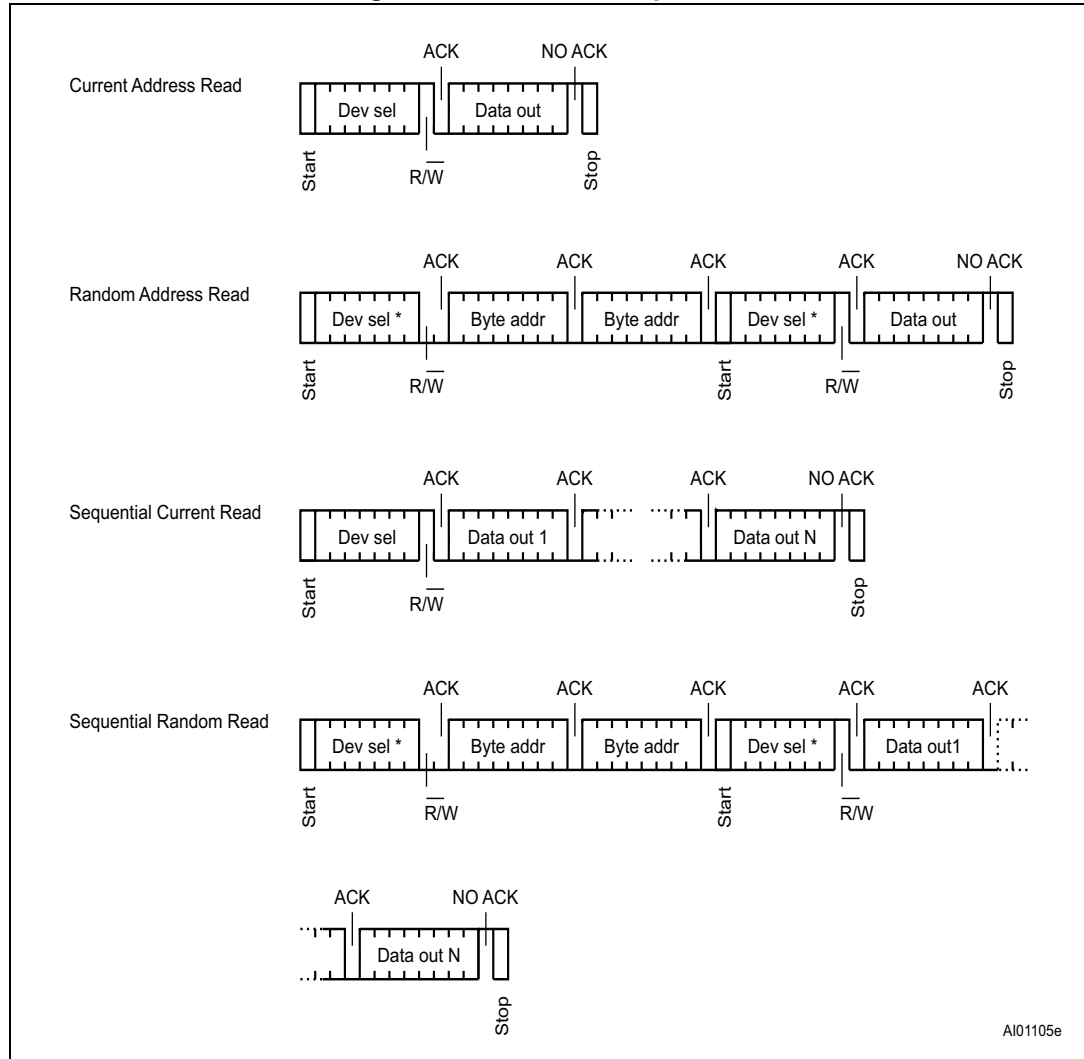 ACK NO ACK
Current Address Read
Dev sel Data out
R/W̅
Start Stop
ACK ACK ACK ACK NO ACK
Random Address Read
Dev sel * Byte addr Byte addr Dev sel * Data out
R/W̅ R/W̅
Start Start Stop
ACK ACK ACK NO ACK
Sequential Current Read
Dev sel Data out 1 Data out N
R/W̅
Start Stop
ACK ACK ACK ACK ACK
Sequential Random Read
Dev sel * Byte addr Byte addr Dev sel * Data out1
R̅/W R̅/W
Start Start
ACK NO ACK
Data out N
Stop
AI01105e